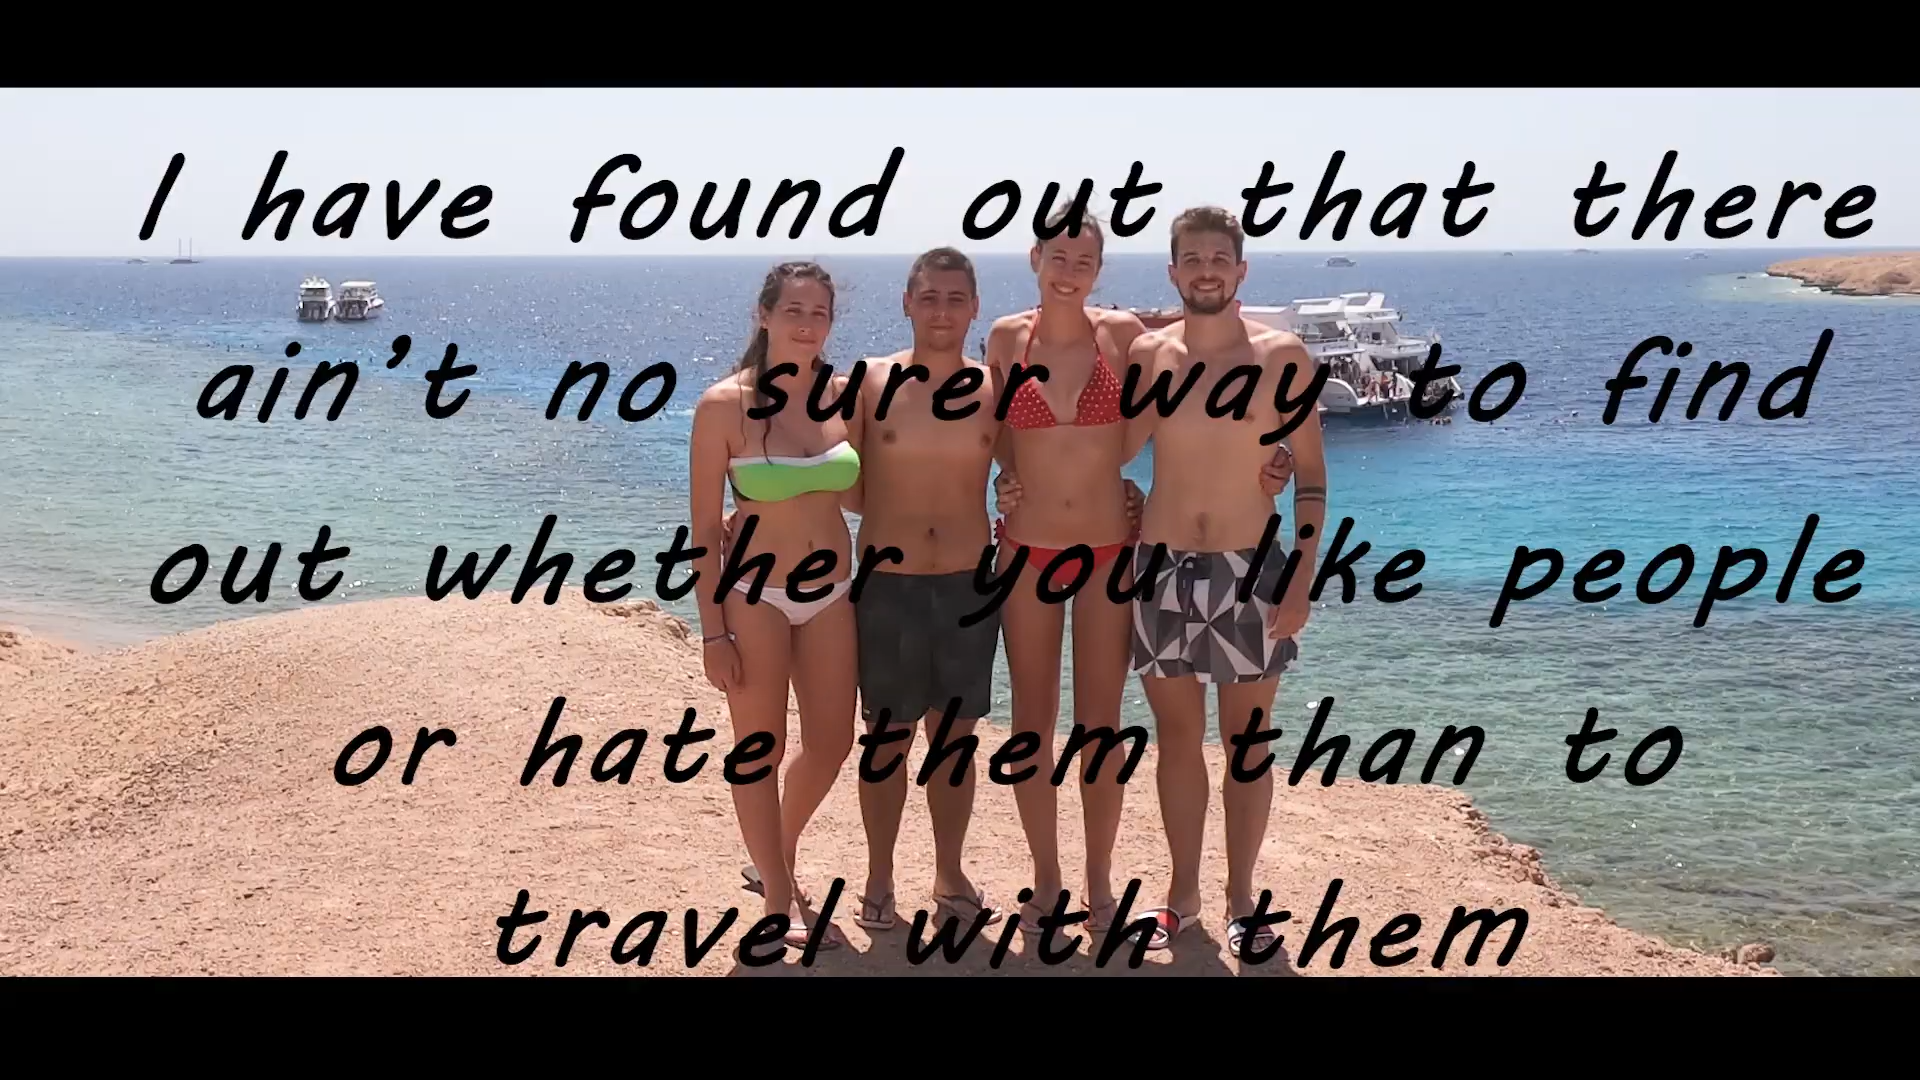 I have found out that there
ain't no surer way to find
out whether you like people
or hate them than to
travel with them